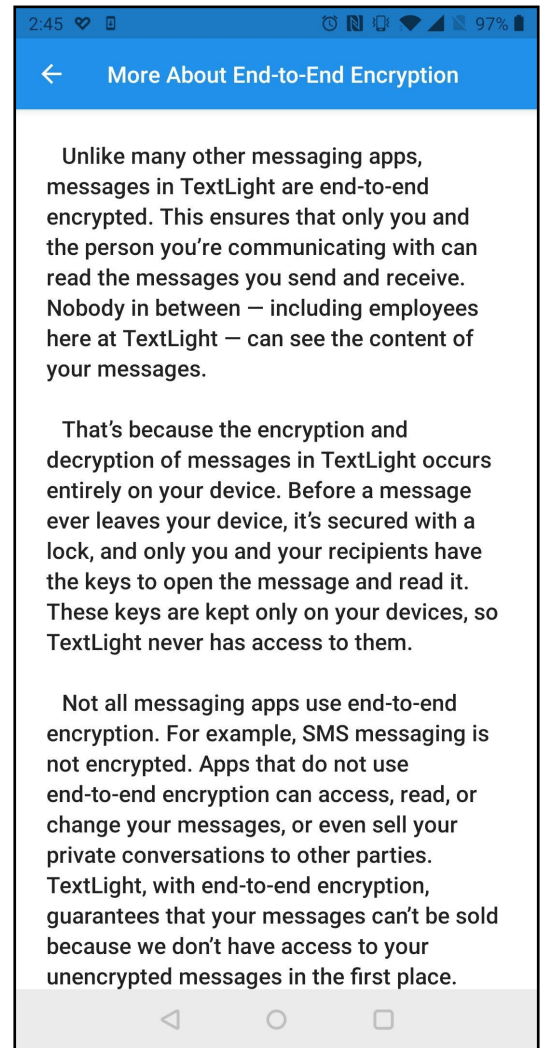 2:45 97%
More About End-to-End Encryption
Unlike many other messaging apps,
messages in TextLight are end-to-end
encrypted. This ensures that only you and
the person you’re communicating with can
read the messages you send and receive.
Nobody in between — including employees
here at TextLight — can see the content of
your messages.
That’s because the encryption and
decryption of messages in TextLight occurs
entirely on your device. Before a message
ever leaves your device, it’s secured with a
lock, and only you and your recipients have
the keys to open the message and read it.
These keys are kept only on your devices, so
TextLight never has access to them.
Not all messaging apps use end-to-end
encryption. For example, SMS messaging is
not encrypted. Apps that do not use
end-to-end encryption can access, read, or
change your messages, or even sell your
private conversations to other parties.
TextLight, with end-to-end encryption,
guarantees that your messages can’t be sold
because we don’t have access to your
unencrypted messages in the first place.